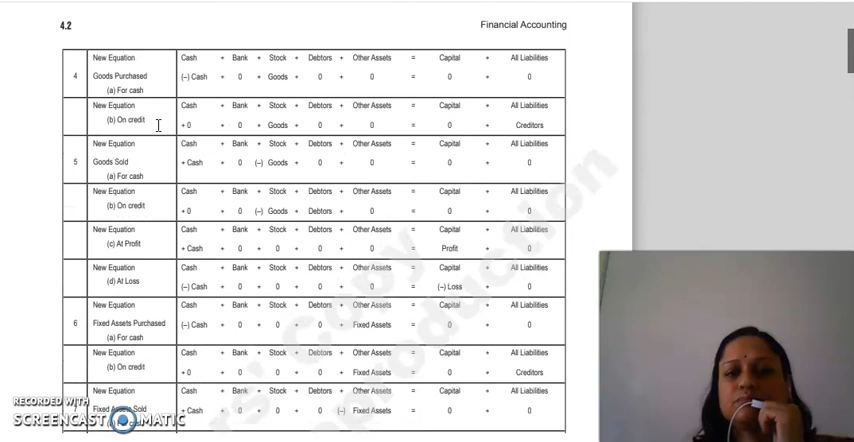 4.2 Financial Accounting
New Equation Cash + Bank + Stock + Debtors + Other Assets = Capital + All Liabilities
4 Goods Purchased (–) Cash + 0 + Goods + 0 + 0 = 0 + 0
(a) For cash
New Equation Cash + Bank + Stock + Debtors + Other Assets = Capital + All Liabilities
(b) On credit + 0 + 0 + Goods + 0 + 0 = 0 + Creditors
New Equation Cash + Bank + Stock + Debtors + Other Assets = Capital + All Liabilities
5 Goods Sold + Cash + 0 (–) Goods + 0 + 0 = 0 + 0
(a) For cash
New Equation Cash + Bank + Stock + Debtors + Other Assets = Capital + All Liabilities
(b) On credit + 0 + 0 (–) Goods + Debtors + 0 = 0 + 0
New Equation Cash + Bank + Stock + Debtors + Other Assets = Capital + All Liabilities
(c) At Profit + Cash + 0 + 0 + 0 + 0 = Profit + 0
New Equation Cash + Bank + Stock + Debtors + Other Assets = Capital + All Liabilities
(d) At Loss (–) Cash + 0 + 0 + 0 + 0 = (–) Loss + 0
New Equation Cash + Bank + Stock + Debtors + Other Assets = Capital + All Liabilities
6 Fixed Assets Purchased (–) Cash + 0 + 0 + 0 + Fixed Assets = 0 + 0
(a) For cash
New Equation Cash + Bank + Stock + Debtors + Other Assets = Capital + All Liabilities
(b) On credit + 0 + 0 + 0 + 0 + Fixed Assets = 0 + Creditors
New Equation Cash + Bank + Stock + Debtors + Other Assets = Capital + All Liabilities
Fixed Assets Sold + Cash + 0 + 0 + 0 (–) Fixed Assets = 0 + 0
RECORDED WITH
SCREENCAST MATIC